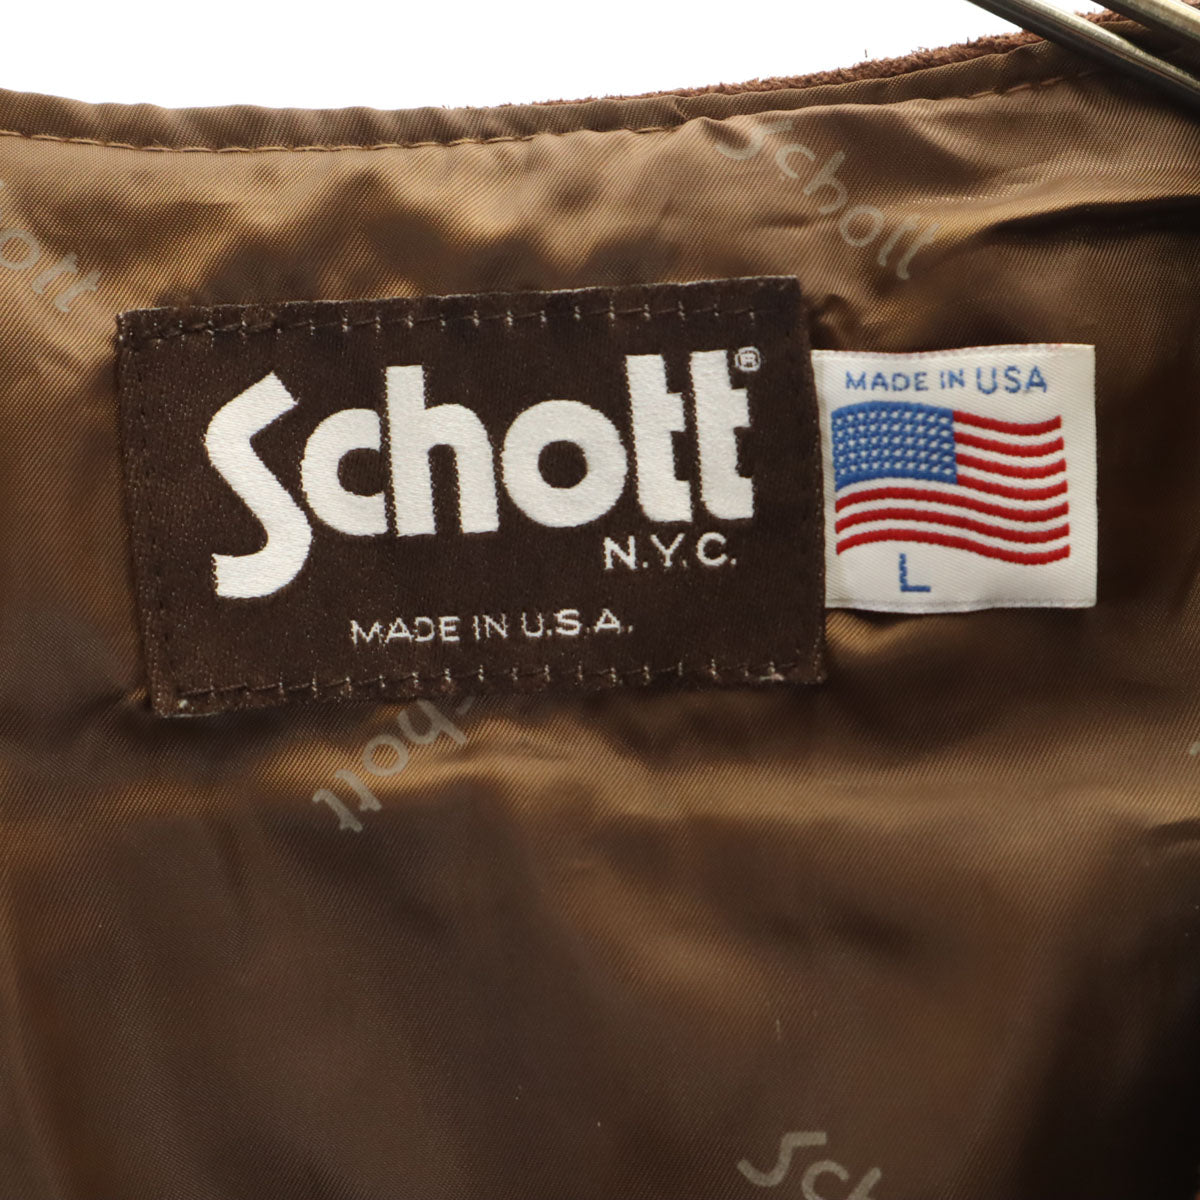 Schott
Schott
Schott®
N.Y.C.
MADE IN U.S.A.
MADE IN USA
L